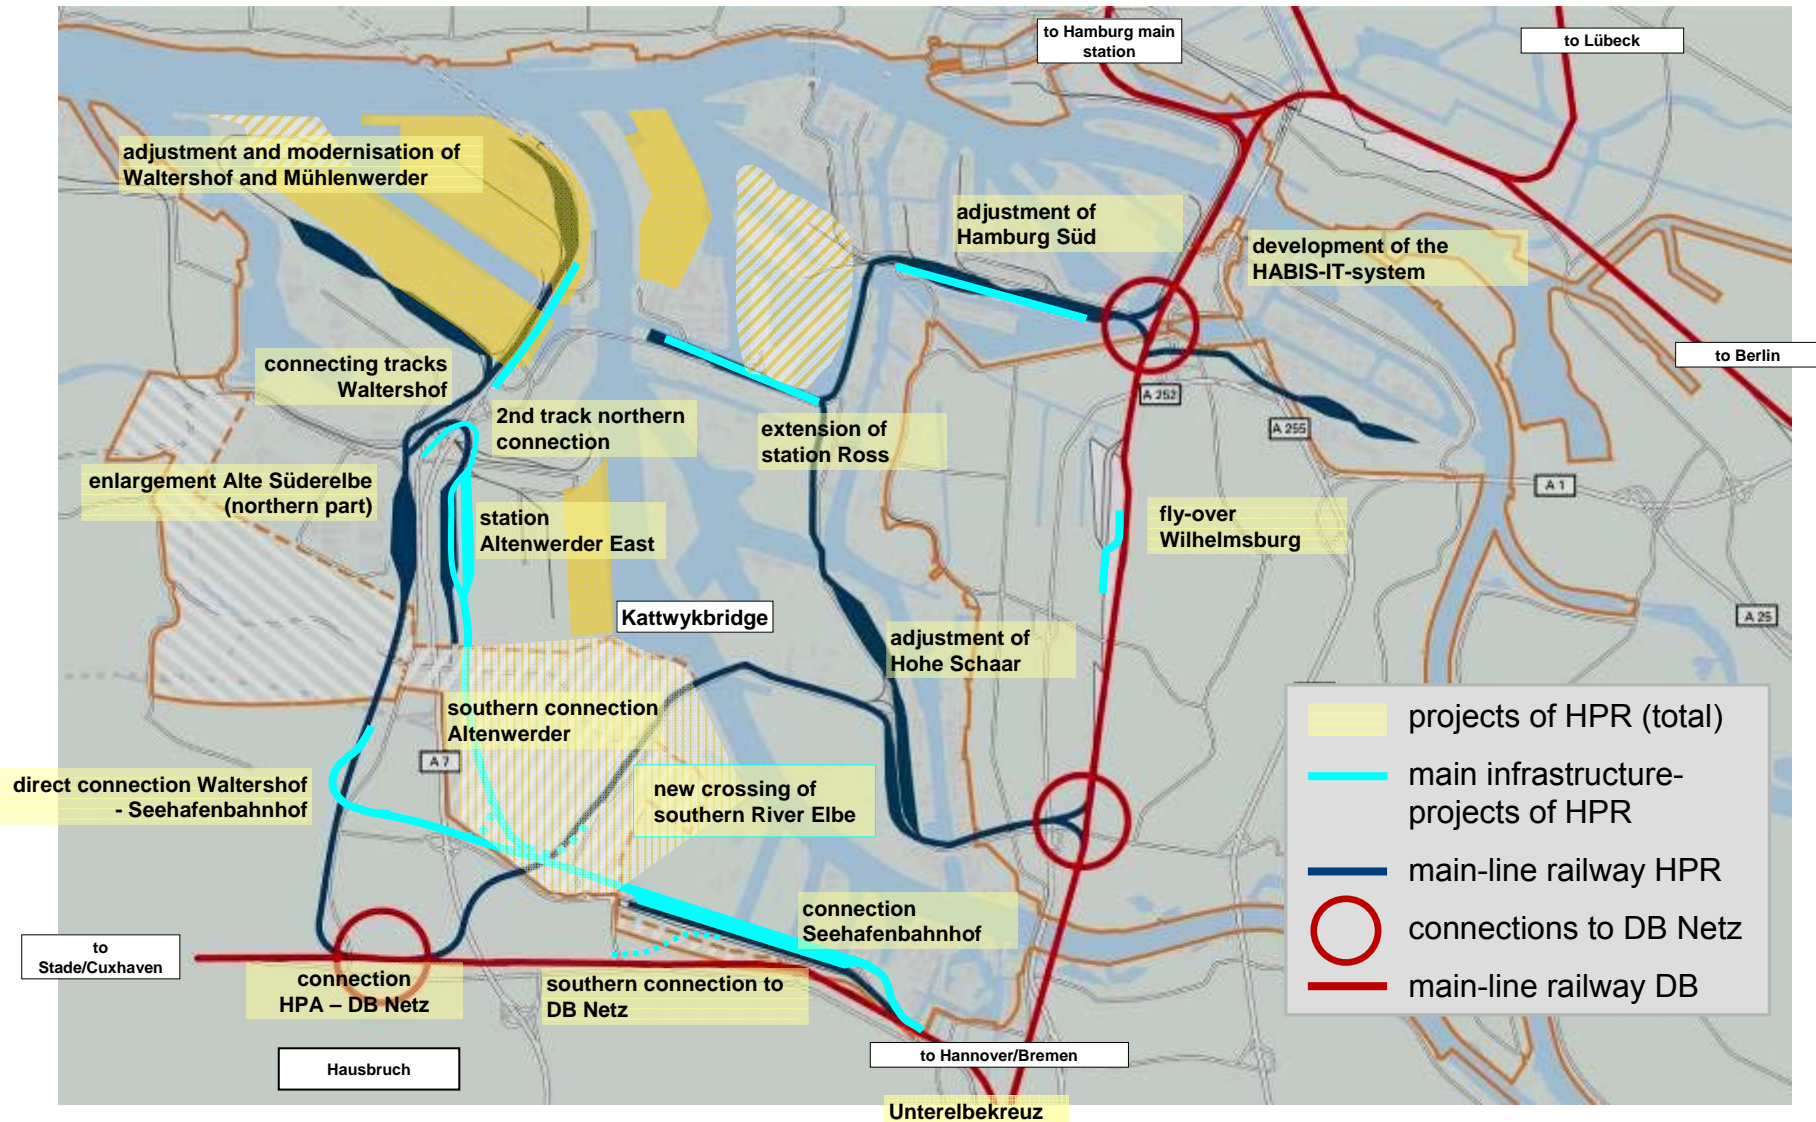 to Hamburg main
station
to Lübeck
adjustment and modernisation of
Waltershof and Mühlenwerder
adjustment of
Hamburg Süd
development of the
HABIS-IT-system
connecting tracks
Waltershof
to Berlin
A 252
A 255
2nd track northern
connection
extension of
station Ross
enlargement Alte Süderelbe
(northern part)
A 1
station
Altenwerder East
fly-over
Wilhelmsburg
Kattwykbridge
A 25
adjustment of
Hohe Schaar
southern connection
Altenwerder
A 7
direct connection Waltershof
- Seehafenbahnhof
new crossing of
southern River Elbe
projects of HPR (total)
main infrastructure-
projects of HPR
main-line railway HPR
connections to DB Netz
main-line railway DB
connection
Seehafenbahnhof
to
Stade/Cuxhaven
connection
HPA – DB Netz
southern connection to
DB Netz
to Hannover/Bremen
Hausbruch
Unterelbekreuz